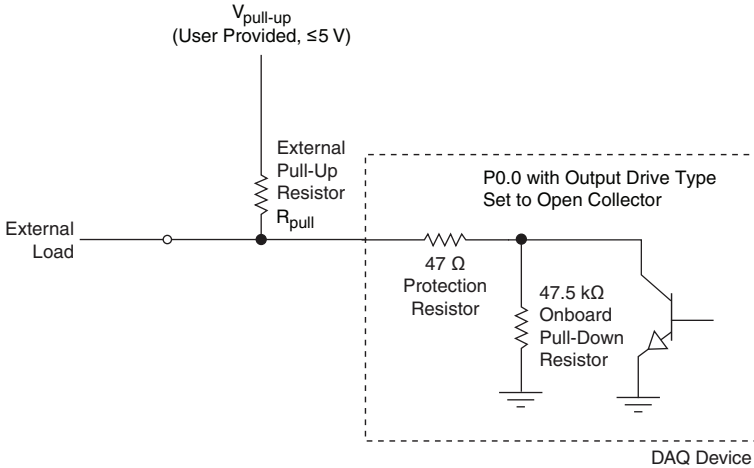 Vpull-up
(User Provided, ≤5 V)
External
Pull-Up
Resistor
Rpull
External
Load
P0.0 with Output Drive Type
Set to Open Collector
47 Ω
Protection
Resistor
47.5 kΩ
Onboard
Pull-Down
Resistor
DAQ Device